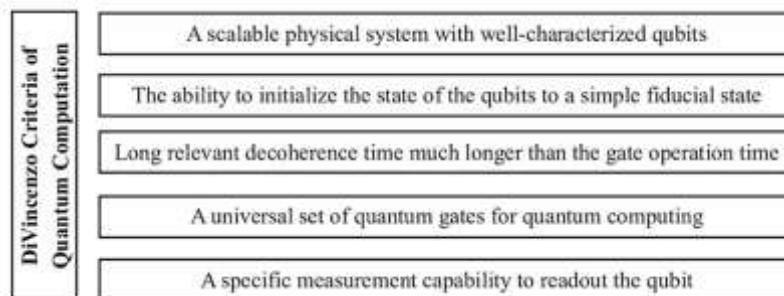 DiVincenzo Criteria of
Quantum Computation
A scalable physical system with well-characterized qubits
The ability to initialize the state of the qubits to a simple fiducial state
Long relevant decoherence time much longer than the gate operation time
A universal set of quantum gates for quantum computing
A specific measurement capability to readout the qubit